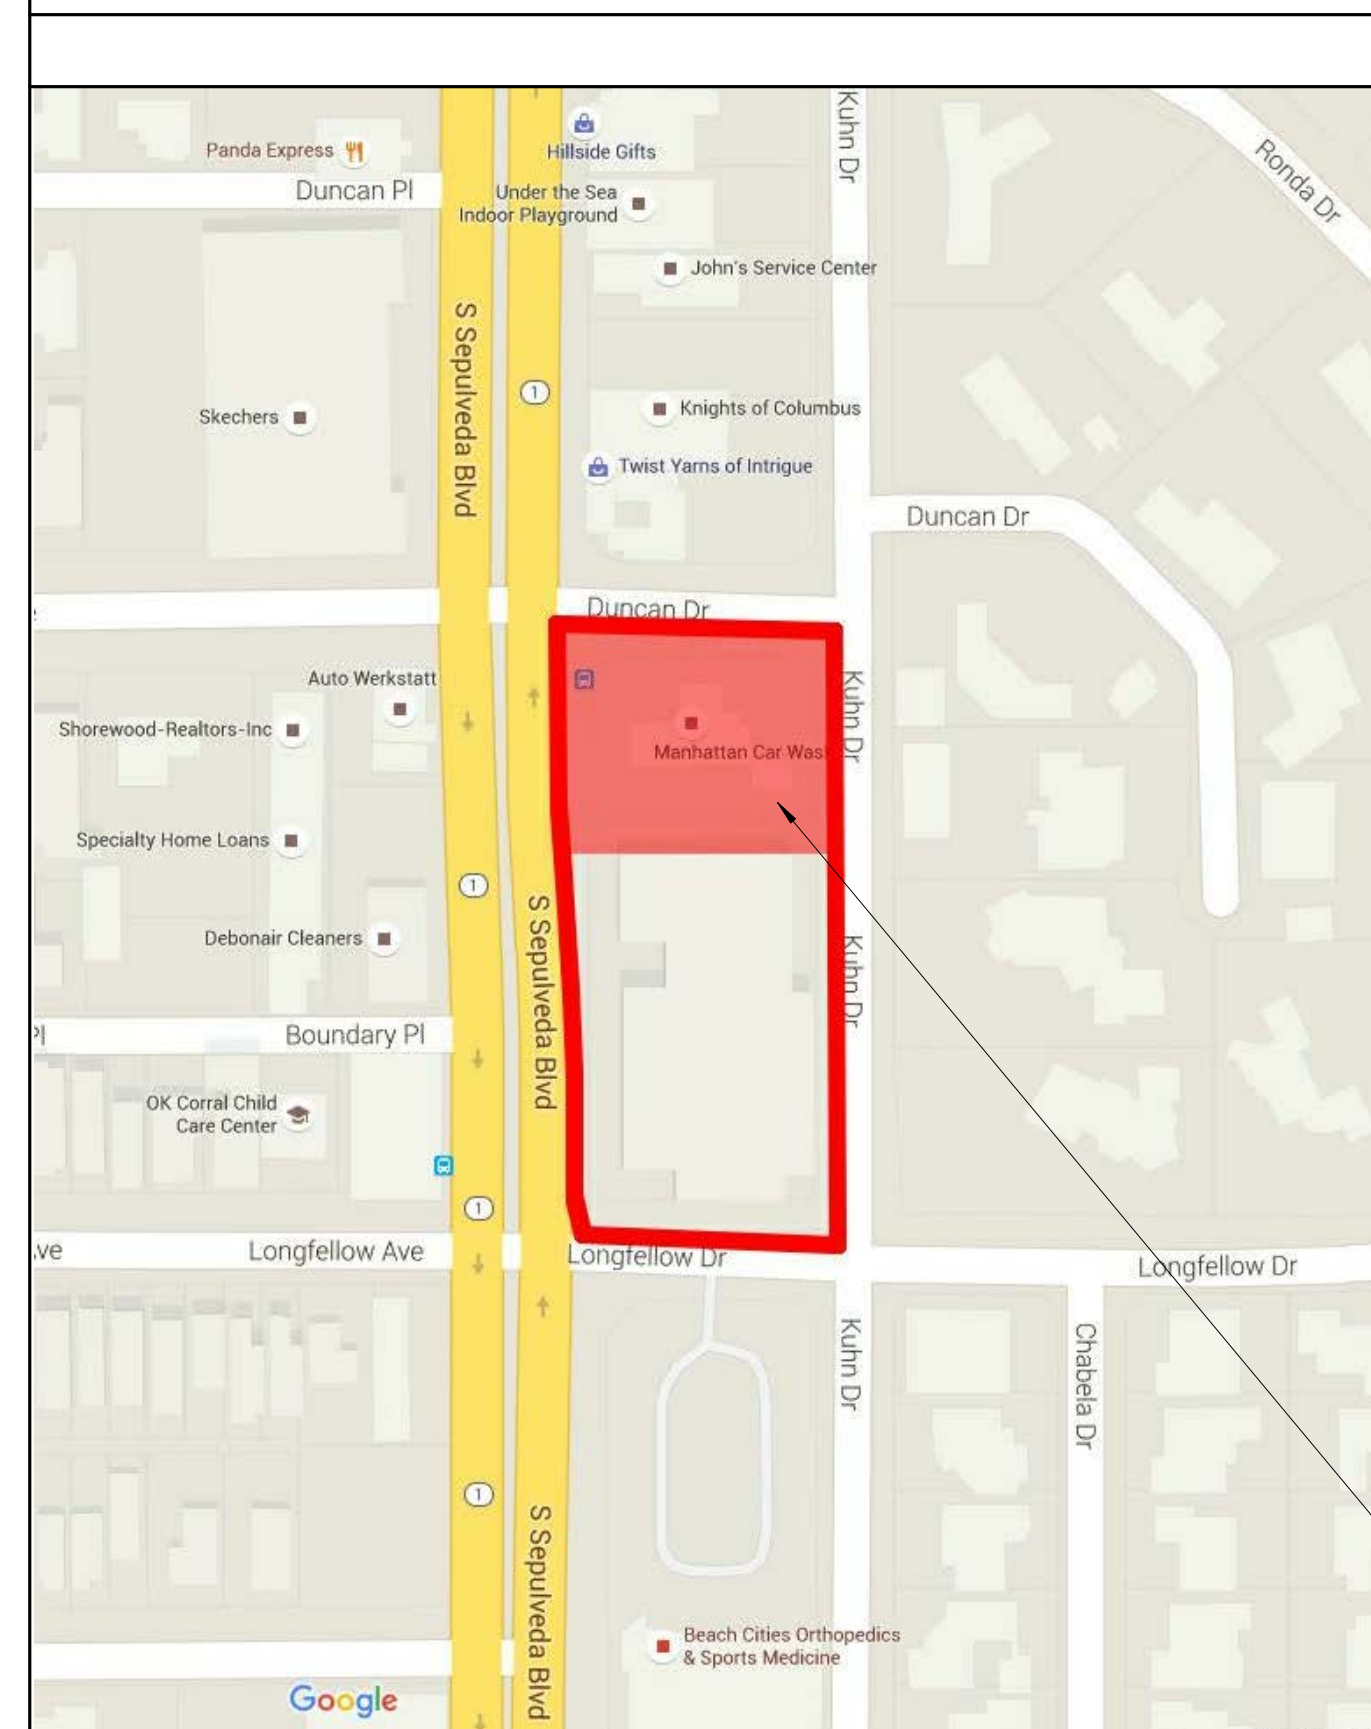 Kuhn Dr
Ronda Dr
Panda Express
Hillside Gifts
Duncan Pl
Under the Sea
Indoor Playground
John's Service Center
S Sepulveda Blvd
1
Skechers
Knights of Columbus
Twist Yarns of Intrigue
Duncan Dr
Duncan Dr
Auto Werkstatt
Shorewood-Realtors-Inc
Kuhn Dr
Manhattan Car Was
Specialty Home Loans
1
S Sepulveda Blvd
Debonair Cleaners
Kuhn Dr
Pl
Boundary Pl
OK Corral Child
Care Center
1
ve
Longfellow Ave
Longfellow Dr
Longfellow Dr
Kuhn Dr
Chabela Dr
1
S Sepulveda Blvd
Beach Cities Orthopedics
& Sports Medicine
Google